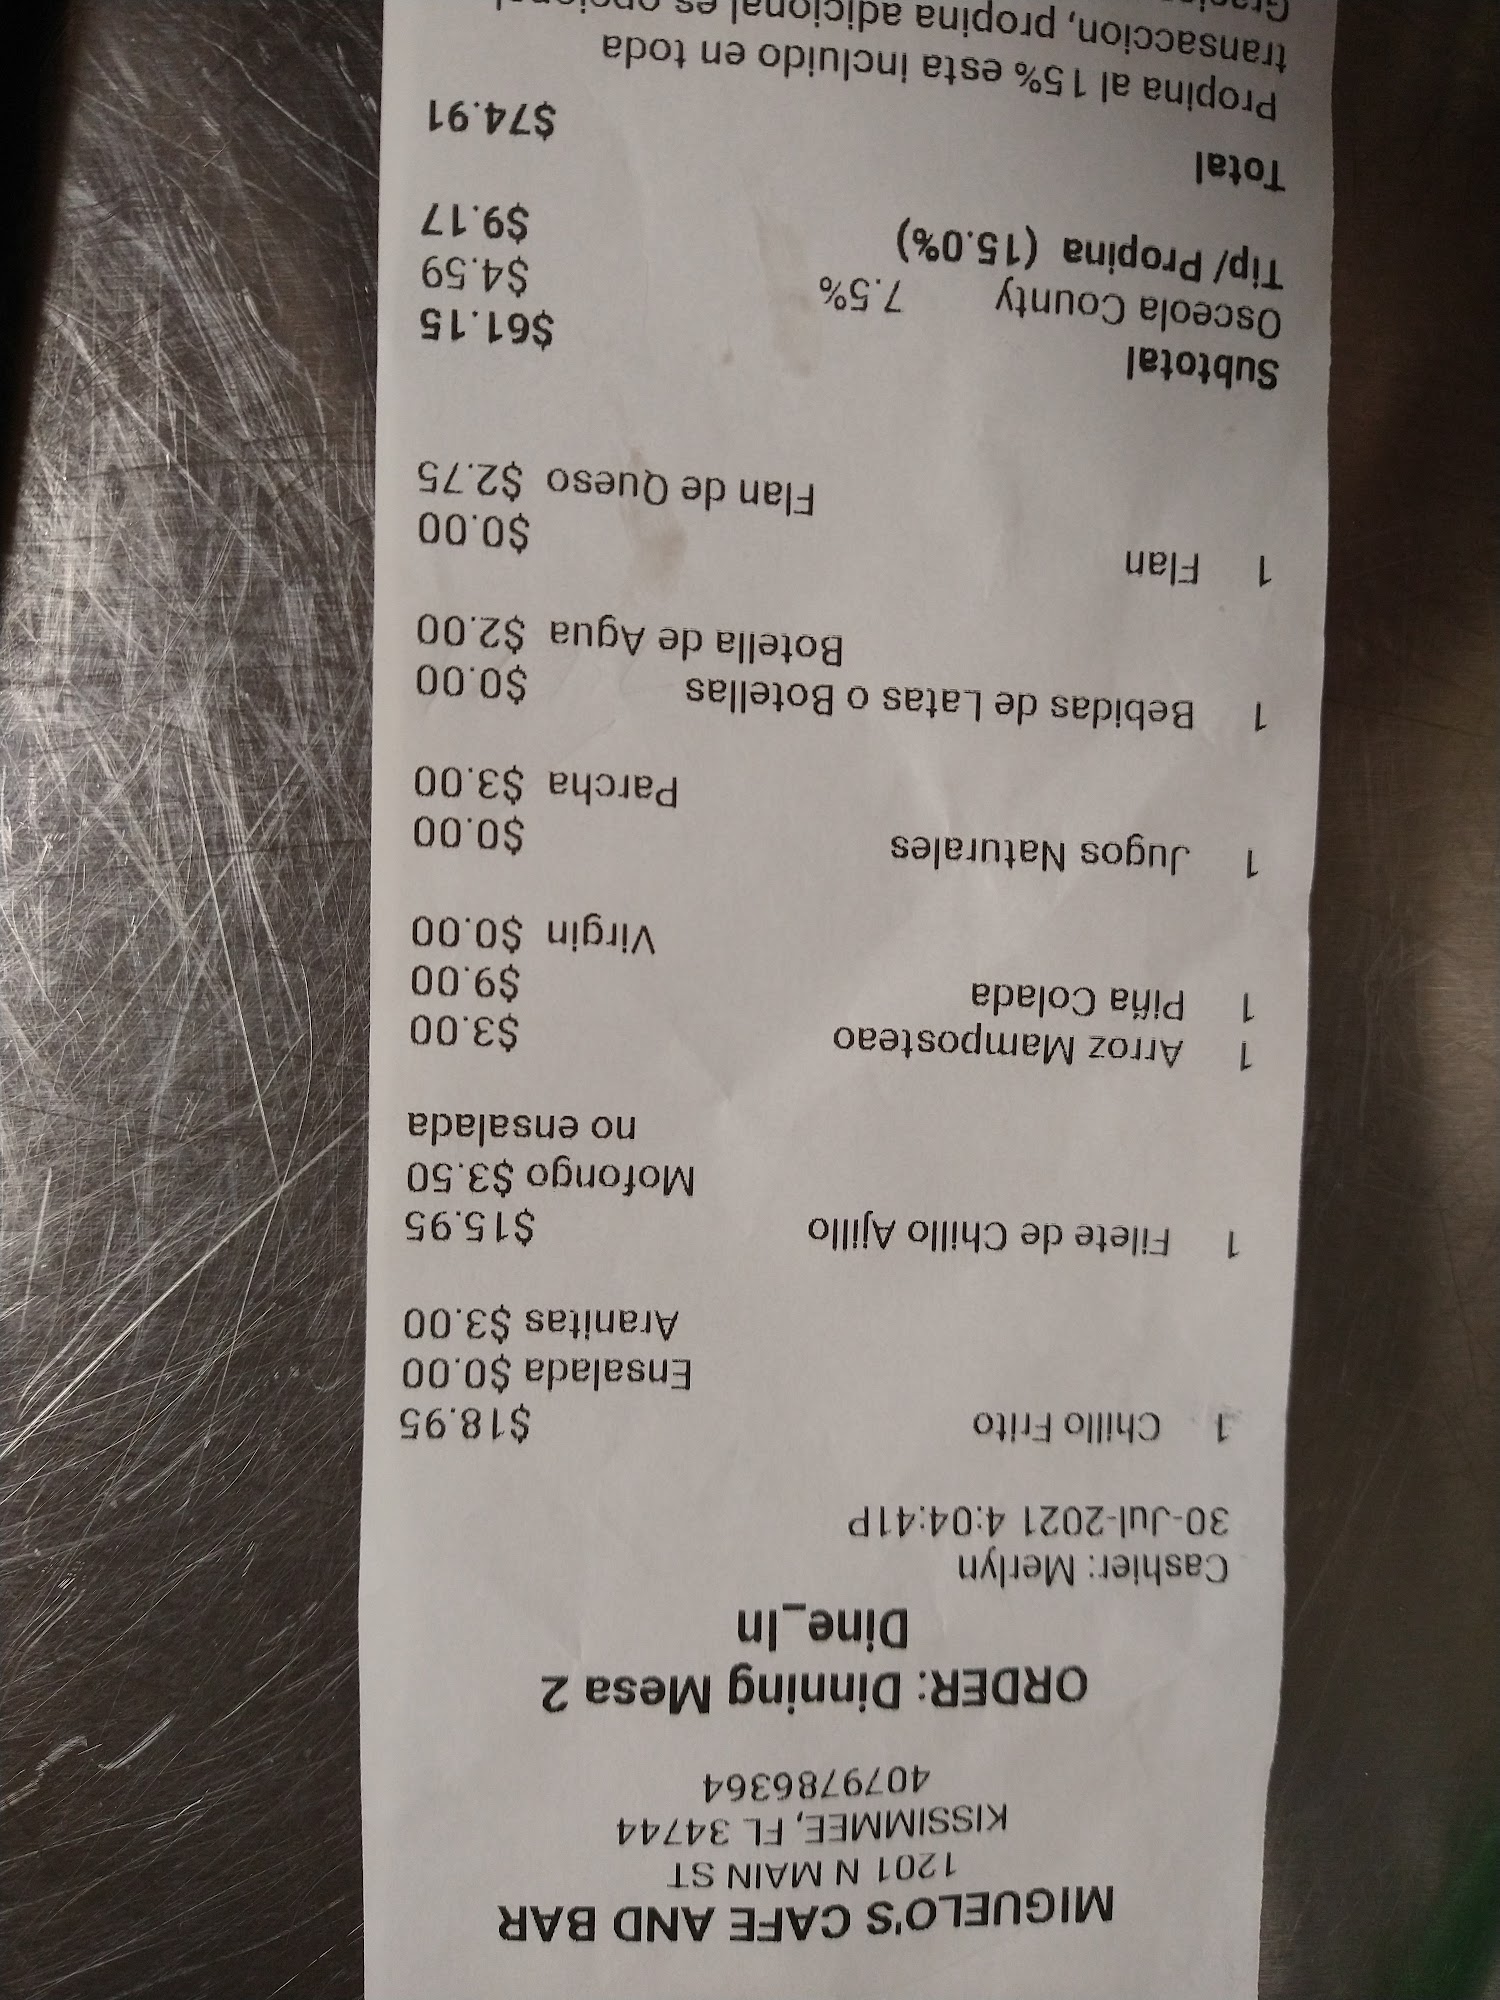 MIGUELO'S CAFE AND BAR
1201 N MAIN ST
KISSIMMEE, FL 34744
4079786364
ORDER: Dinning Mesa 2
Dine_In
Cashier: Merlyn
30-Jul-2021 4:04:41P
1 Chillo Frito $18.95
Ensalada $0.00
Aranitas $3.00
1 Filete de Chillo Ajillo $15.95
Mofongo $3.50
no ensalada
1 Arroz Mamposteao $3.00
1 Piña Colada $9.00
Virgin $0.00
1 Jugos Naturales $0.00
Parcha $3.00
1 Bebidas de Latas o Botellas $0.00
Botella de Agua $2.00
1 Flan $0.00
Flan de Queso $2.75
Subtotal $61.15
Osceola County 7.5% $4.59
Tip/ Propina (15.0%) $9.17
Total $74.91
Propina al 15% esta incluido en toda
transaccion, propina adicional es